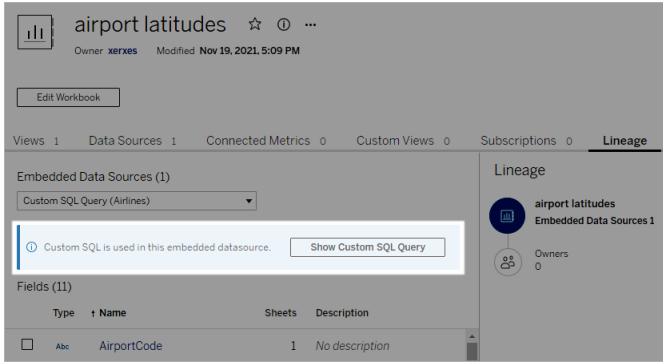 airport latitudes
Owner xerxes Modified Nov 19, 2021, 5:09 PM
Edit Workbook
Views 1 Data Sources 1 Connected Metrics 0 Custom Views 0 Subscriptions 0 Lineage
Embedded Data Sources (1)
Custom SQL Query (Airlines)
Custom SQL is used in this embedded datasource. Show Custom SQL Query
Fields (11)
Type ↑ Name Sheets Description
Abc AirportCode 1 No description
Lineage
airport latitudes
Embedded Data Sources 1
Owners
0